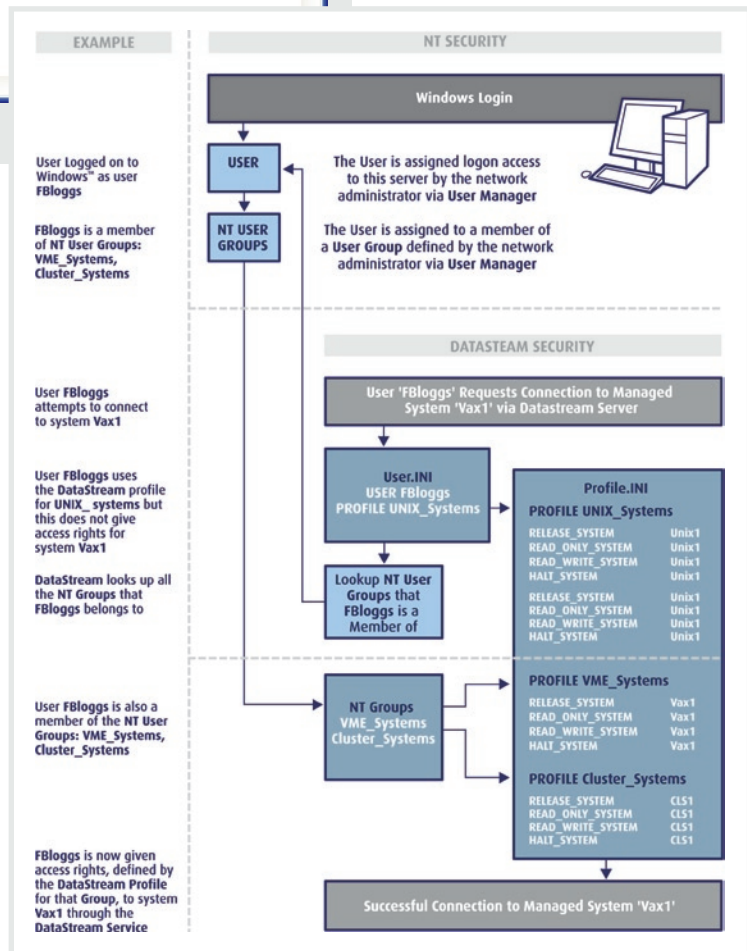 EXAMPLE
NT SECURITY
Windows Login
User Logged on to
Windows™ as user
FBloggs
USER
The User is assigned logon access
to this server by the network
administrator via User Manager
FBloggs is a member
of NT User Groups:
VME_Systems,
Cluster_Systems
NT USER
GROUPS
The User is assigned to a member of
a User Group defined by the network
administrator via User Manager
DATASTEAM SECURITY
User FBloggs
attempts to connect
to system Vax1
User 'FBloggs' Requests Connection to Managed
System 'Vax1' via Datastream Server
User FBloggs uses
the DataStream profile
for UNIX_ systems but
this does not give
access rights for
system Vax1
User.INI
USER FBloggs
PROFILE UNIX_Systems
Profile.INI
PROFILE UNIX_Systems
RELEASE_SYSTEM Unix1
READ_ONLY_SYSTEM Unix1
READ_WRITE_SYSTEM Unix1
HALT_SYSTEM Unix1
RELEASE_SYSTEM Unix1
READ_ONLY_SYSTEM Unix1
READ_WRITE_SYSTEM Unix1
HALT_SYSTEM Unix1
DataStream looks up all
the NT Groups that
FBloggs belongs to
Lookup NT User
Groups that
FBloggs is a
Member of
User FBloggs is also a
member of the NT User
Groups: VME_Systems,
Cluster_Systems
NT Groups
VME_Systems
Cluster_Systems
PROFILE VME_Systems
RELEASE_SYSTEM Vax1
READ_ONLY_SYSTEM Vax1
READ_WRITE_SYSTEM Vax1
HALT_SYSTEM Vax1
PROFILE Cluster_Systems
RELEASE_SYSTEM CLS1
READ_ONLY_SYSTEM CLS1
READ_WRITE_SYSTEM CLS1
HALT_SYSTEM CLS1
FBloggs is now given
access rights, defined by
the DataStream Profile
for that Group, to system
Vax1 through the
DataStream Service
Successful Connection to Managed System 'Vax1'